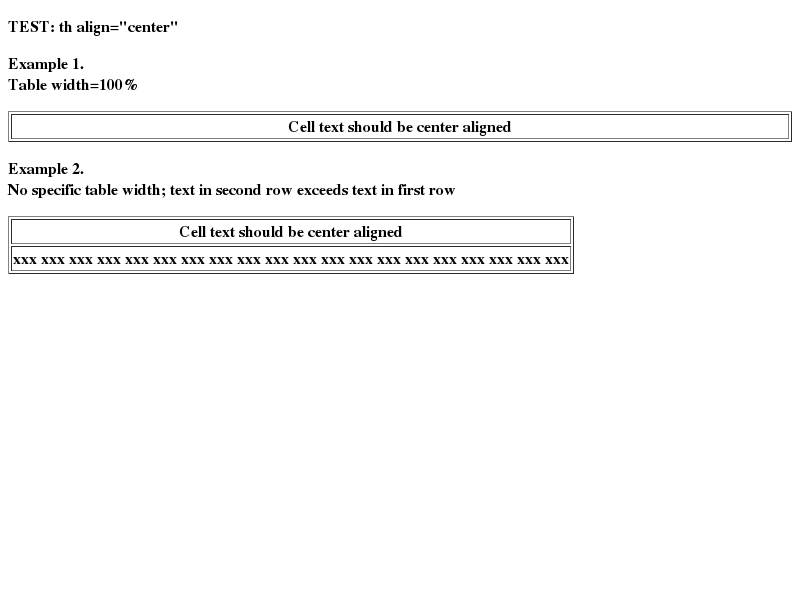 TEST: th align="center"
Example 1.
Table width=100%
Cell text should be center aligned
Example 2.
No specific table width; text in second row exceeds text in first row
Cell text should be center aligned
xxx xxx xxx xxx xxx xxx xxx xxx xxx xxx xxx xxx xxx xxx xxx xxx xxx xxx xxx xxx